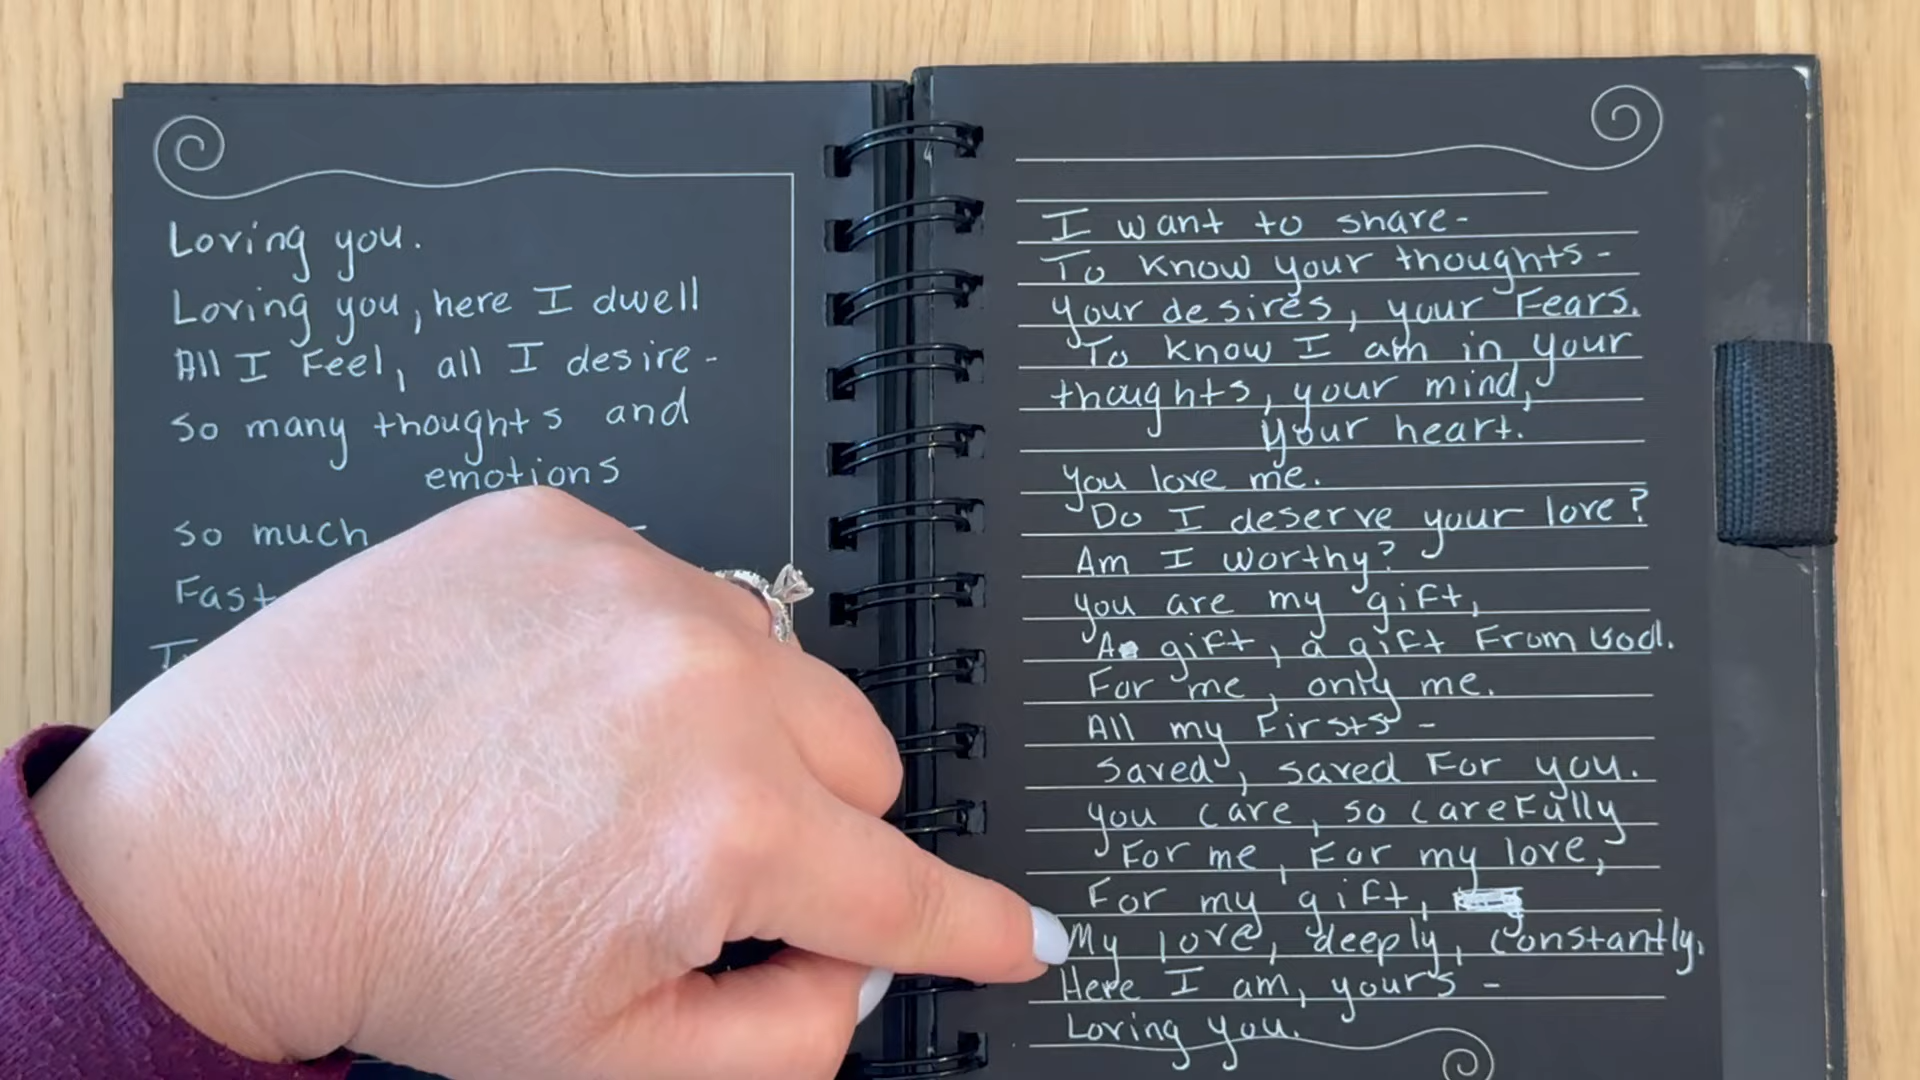 Loving you.
Loving you, here I dwell
All I Feel, all I desire -
so many thoughts and
emotions
so much
Fast
I want to share -
To know your thoughts -
your desires, your Fears.
To know I am in your
thoughts, your mind,
your heart.
you love me.
Do I deserve your love?
Am I worthy?
you are my gift,
A gift, a gift From God.
For me, only me.
All my Firsts -
saved, saved For you.
you care, so careFully
For me, For my love,
For my gift,
My love, deeply, constantly.
Here I am, yours -
Loving you.